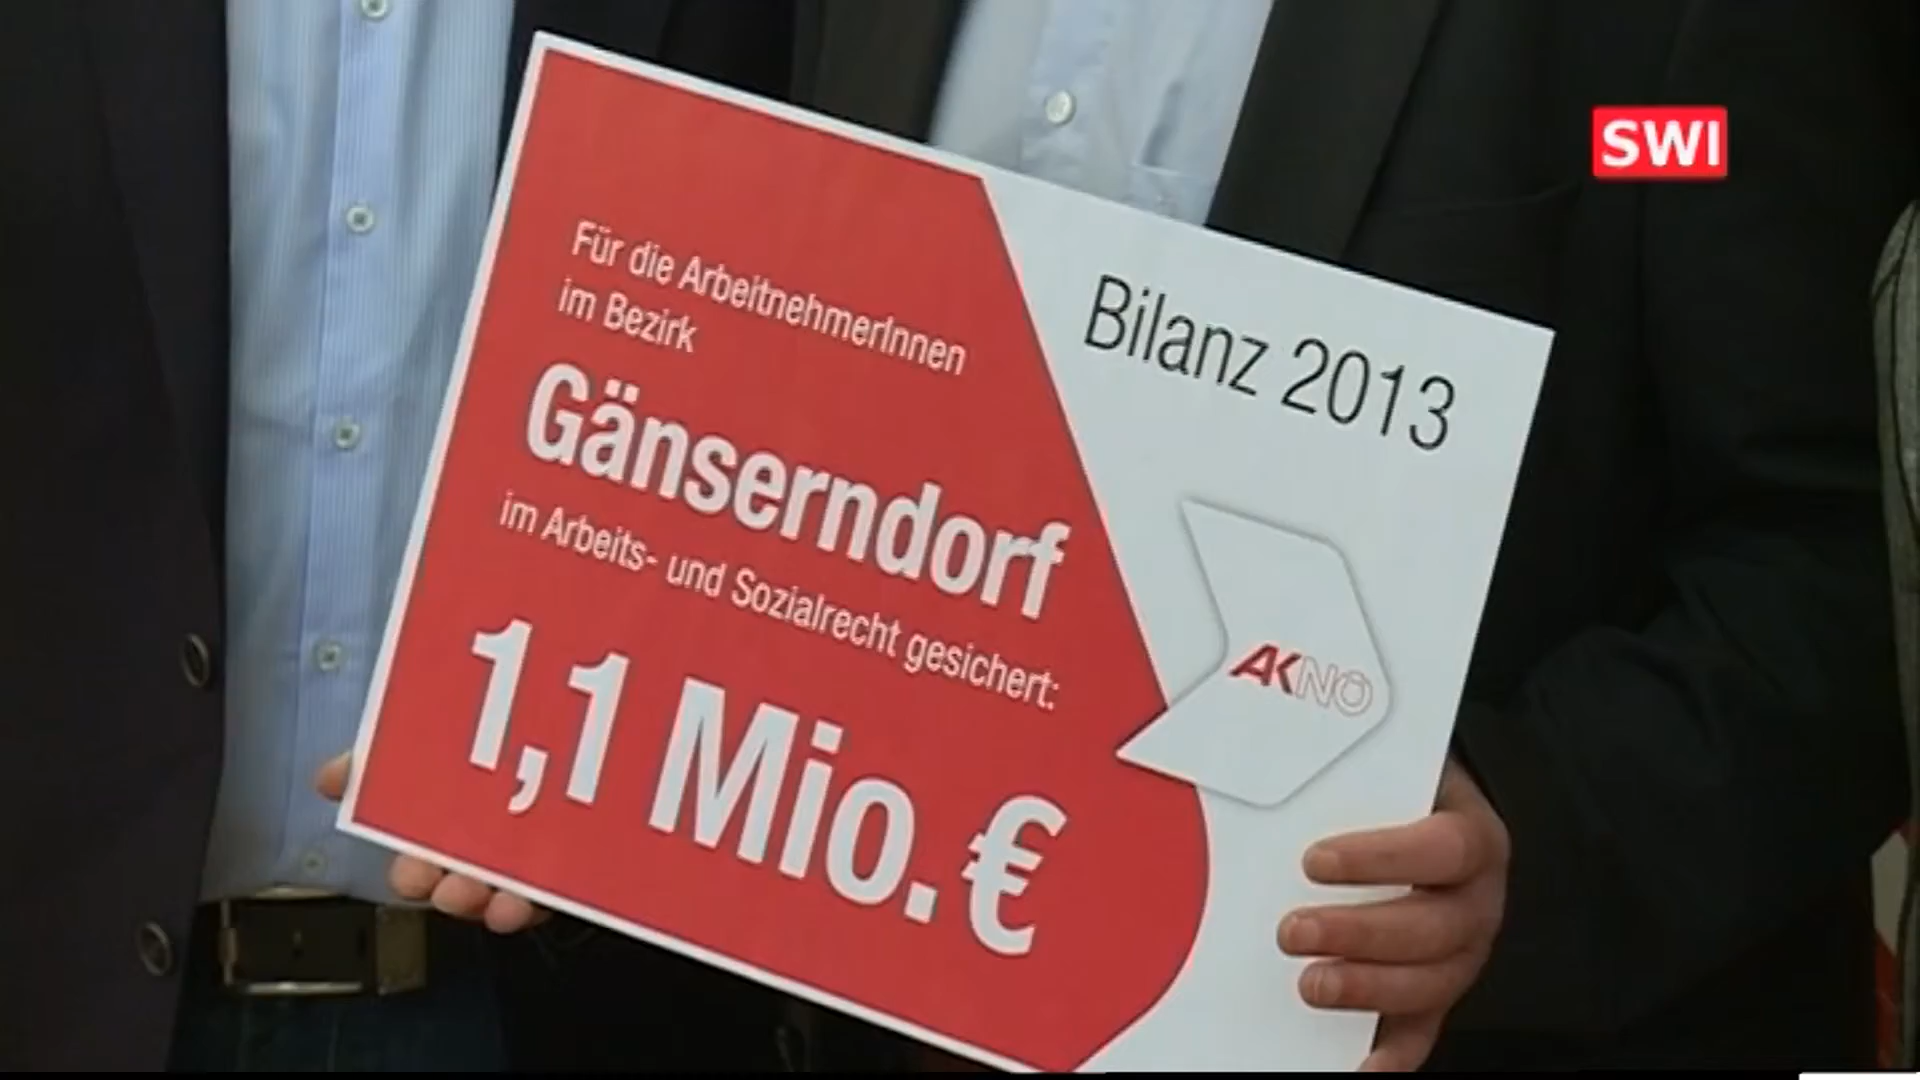 SWI
Für die ArbeitnehmerInnen
im Bezirk
Gänserndorf
im Arbeits- und Sozialrecht gesichert:
1,1 Mio. €
Bilanz 2013
AKNÖ